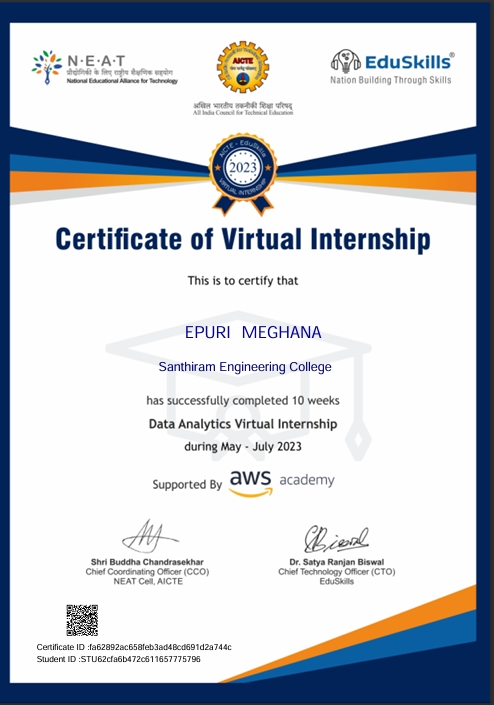 N·E·A·T
प्रौद्योगिकी के लिए राष्ट्रीय शैक्षणिक सहयोग
National Educational Alliance for Technology
AICTE
अखिल भारतीय तकनीकी शिक्षा परिषद्
All India Council for Technical Education
EduSkills®
Nation Building Through Skills
AICTE - EduSkills
2023
VIRTUAL INTERNSHIP
Certificate of Virtual Internship
This is to certify that
EPURI MEGHANA
Santhiram Engineering College
has successfully completed 10 weeks
Data Analytics Virtual Internship
during May - July 2023
Supported By aws academy
Shri Buddha Chandrasekhar
Chief Coordinating Officer (CCO)
NEAT Cell, AICTE
Dr. Satya Ranjan Biswal
Chief Technology Officer (CTO)
EduSkills
Certificate ID :fa62892ac658feb3ad48cd691d2a744c
Student ID :STU62cfa6b472c611657775796